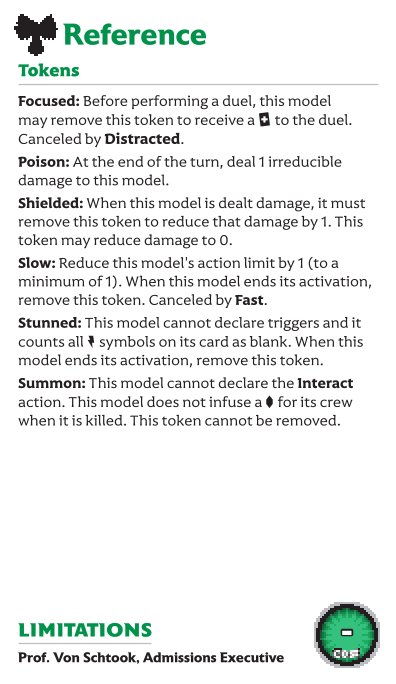 Reference
Tokens
Focused: Before performing a duel, this model
may remove this token to receive a to the duel.
Canceled by Distracted.
Poison: At the end of the turn, deal 1 irreducible
damage to this model.
Shielded: When this model is dealt damage, it must
remove this token to reduce that damage by 1. This
token may reduce damage to 0.
Slow: Reduce this model's action limit by 1 (to a
minimum of 1). When this model ends its activation,
remove this token. Canceled by Fast.
Stunned: This model cannot declare triggers and it
counts all symbols on its card as blank. When this
model ends its activation, remove this token.
Summon: This model cannot declare the Interact
action. This model does not infuse a for its crew
when it is killed. This token cannot be removed.
LIMITATIONS
Prof. Von Schtook, Admissions Executive